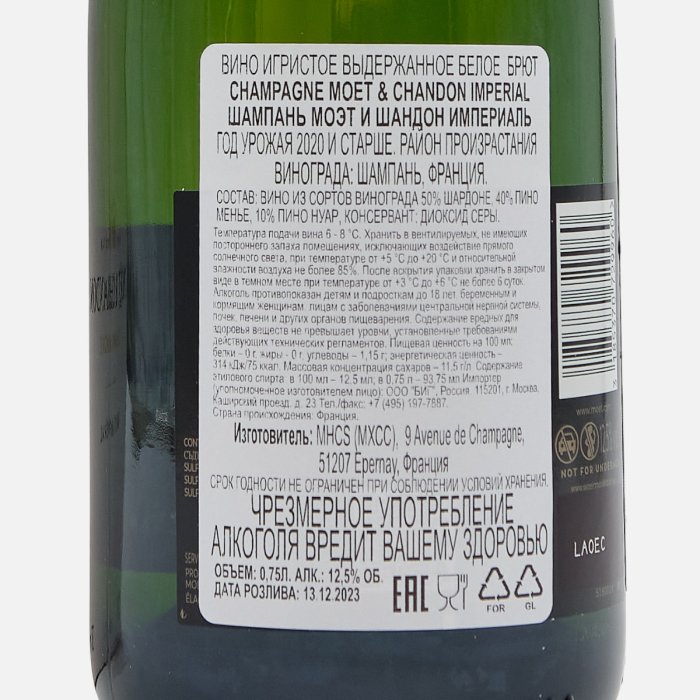 ВИНО ИГРИСТОЕ ВЫДЕРЖАННОЕ БЕЛОЕ БРЮТ
CHAMPAGNE MOET & CHANDON IMPERIAL
ШАМПАНЬ МОЭТ И ШАНДОН ИМПЕРИАЛЬ
ГОД УРОЖАЯ 2020 И СТАРШЕ. РАЙОН ПРОИЗРАСТАНИЯ
ВИНОГРАДА: ШАМПАНЬ, ФРАНЦИЯ.
СОСТАВ: ВИНО ИЗ СОРТОВ ВИНОГРАДА 50% ШАРДОНЕ, 40% ПИНО
МЕНЬЕ, 10% ПИНО НУАР, КОНСЕРВАНТ: ДИОКСИД СЕРЫ.
Температура подачи вина 6 - 8 °C. Хранить в вентилируемых, не имеющих
постороннего запаха помещениях, исключающих воздействие прямого
солнечного света, при температуре от +5 °C до +20 °C и относительной
влажности воздуха не более 85%. После вскрытия упаковки хранить в закрытом
виде в темном месте при температуре от +3 °C до +6 °C не более 6 суток.
Алкоголь противопоказан детям и подросткам до 18 лет, беременным и
кормящим женщинам, лицам с заболеваниями центральной нервной системы,
почек, печени и других органов пищеварения. Содержание вредных для
здоровья веществ не превышает уровни, установленные требованиями
действующих технических регламентов. Пищевая ценность на 100 мл:
белки – 0 г, жиры - 0 г, углеводы – 1,15 г; энергетическая ценность –
314 кДж/75 ккал. Массовая концентрация сахаров – 11,5 г/л. Содержание
этилового спирта в 100 мл – 12,5 мл; в 0,75 л – 93,75 мл Импортер
(уполномоченное изготовителем лицо): ООО "БИГ", Россия, 115201, г. Москва,
Каширский проезд, д. 23 Тел./факс: +7 (495) 197-7887.
Страна происхождения: Франция.
Изготовитель: MHCS (МХСС), 9 Avenue de Champagne,
51207 Epernay, Франция
СРОК ГОДНОСТИ НЕ ОГРАНИЧЕН ПРИ СОБЛЮДЕНИИ УСЛОВИЙ ХРАНЕНИЯ.
ЧРЕЗМЕРНОЕ УПОТРЕБЛЕНИЕ
АЛКОГОЛЯ ВРЕДИТ ВАШЕМУ ЗДОРОВЬЮ
ОБЪЕМ: 0,75Л. АЛК.: 12,5% ОБ.
ДАТА РОЗЛИВА: 13.12.2023
EAC
FOR
GL
NOT FOR
LAOEC